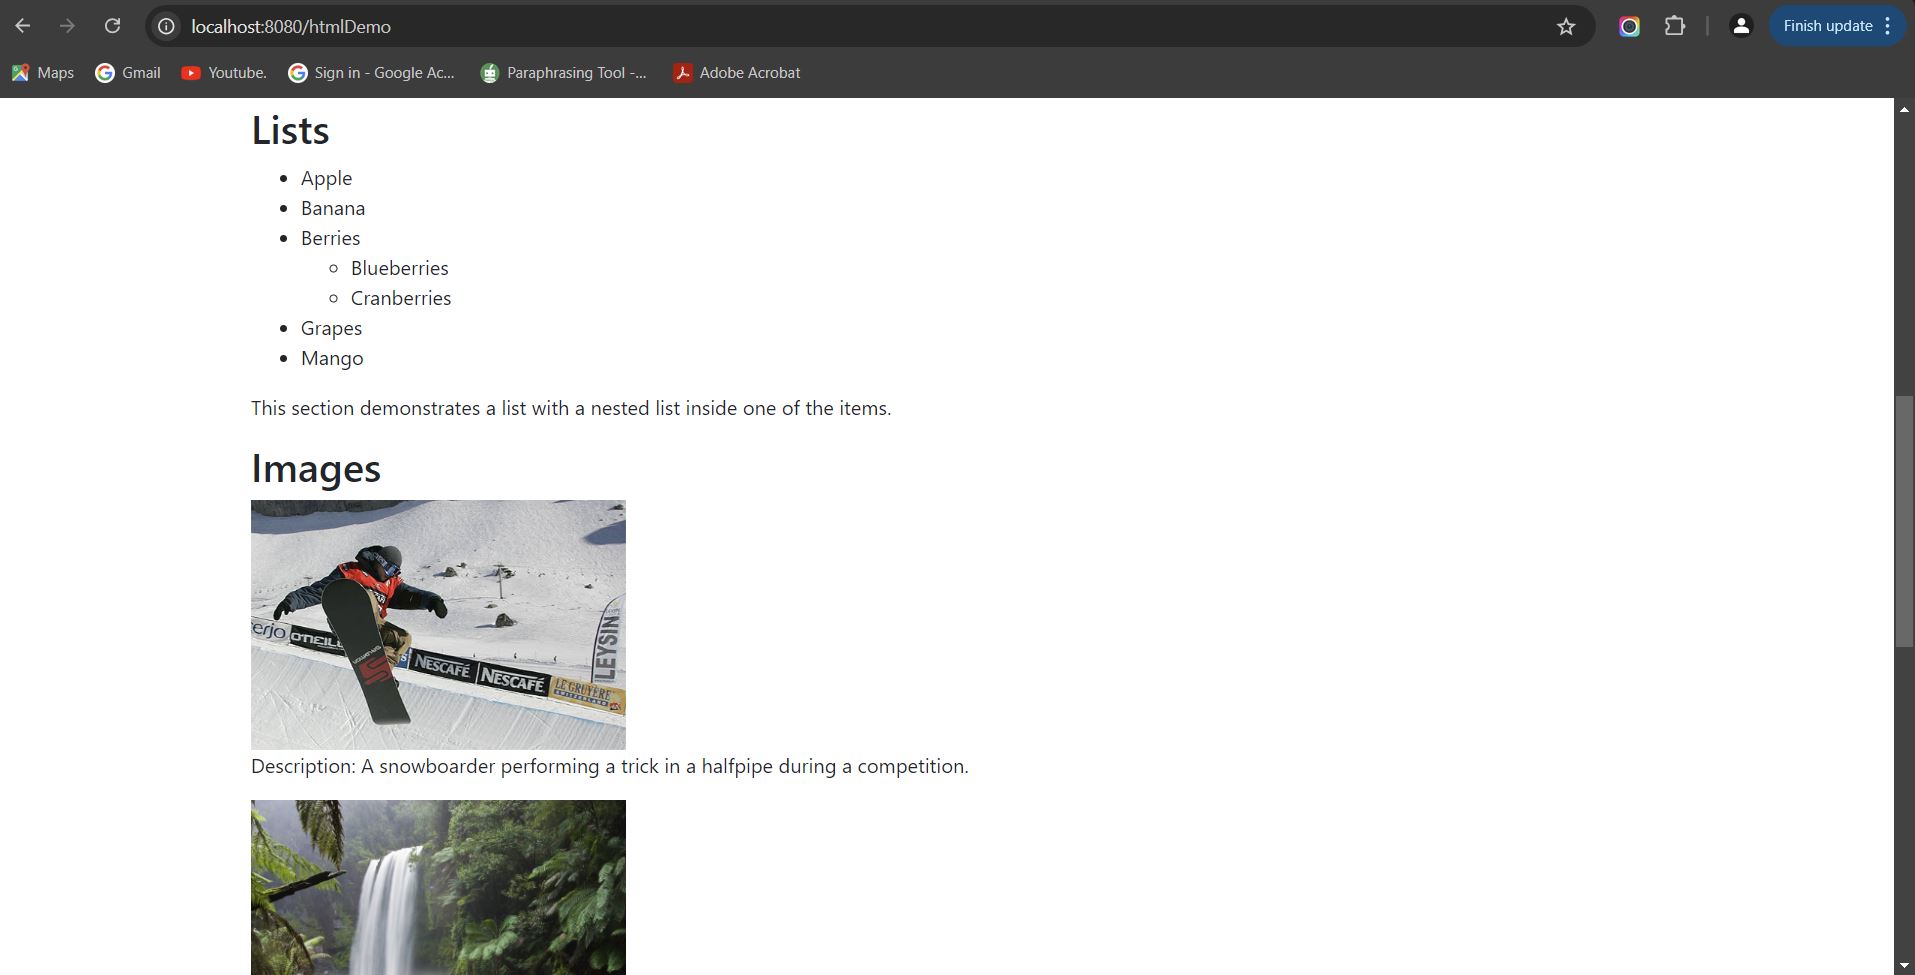 localhost:8080/htmlDemo
Finish update
Maps
Gmail
Youtube.
Sign in - Google Ac...
Paraphrasing Tool -...
Adobe Acrobat
Lists
Apple
Banana
Berries
Blueberries
Cranberries
Grapes
Mango
This section demonstrates a list with a nested list inside one of the items.
Images
erjo
O'NEILL
NESCAFÉ
NESCAFÉ
LE GRUYÈRE
SWITZERLAND
LEYSIN
Description: A snowboarder performing a trick in a halfpipe during a competition.